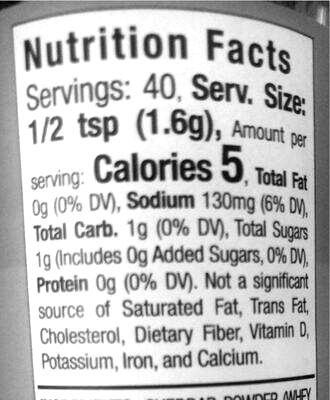 Nutrition Facts
Servings: 40, Serv. Size:
1/2 tsp (1.6g), Amount per
serving: Calories 5, Total Fat
0g (0% DV), Sodium 130mg (6% DV),
Total Carb. 1g (0% DV), Total Sugars
1g (Includes 0g Added Sugars, 0% DV),
Protein 0g (0% DV). Not a significant
source of Saturated Fat, Trans Fat,
Cholesterol, Dietary Fiber, Vitamin D,
Potassium, Iron, and Calcium.